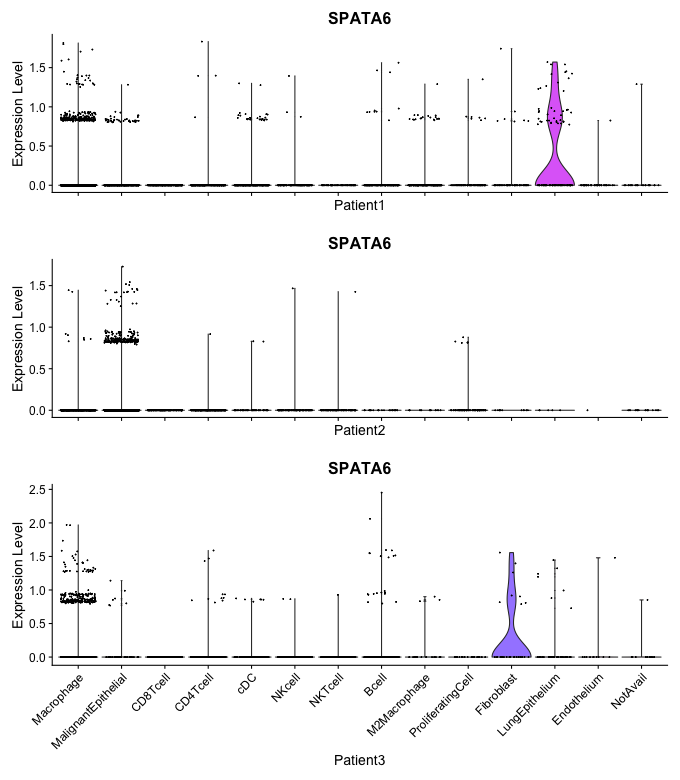 SPATA6
Expression Level
1.5
1.0
0.5
0.0
Patient1
SPATA6
Expression Level
1.5
1.0
0.5
0.0
Patient2
SPATA6
Expression Level
2.5
2.0
1.5
1.0
0.5
0.0
Macrophage
MalignantEpithelial
CD8Tcell
CD4Tcell
cDC
NKcell
NKTcell
Bcell
M2Macrophage
ProliferatingCell
Fibroblast
LungEpithelium
Endothelium
NotAvail
Patient3